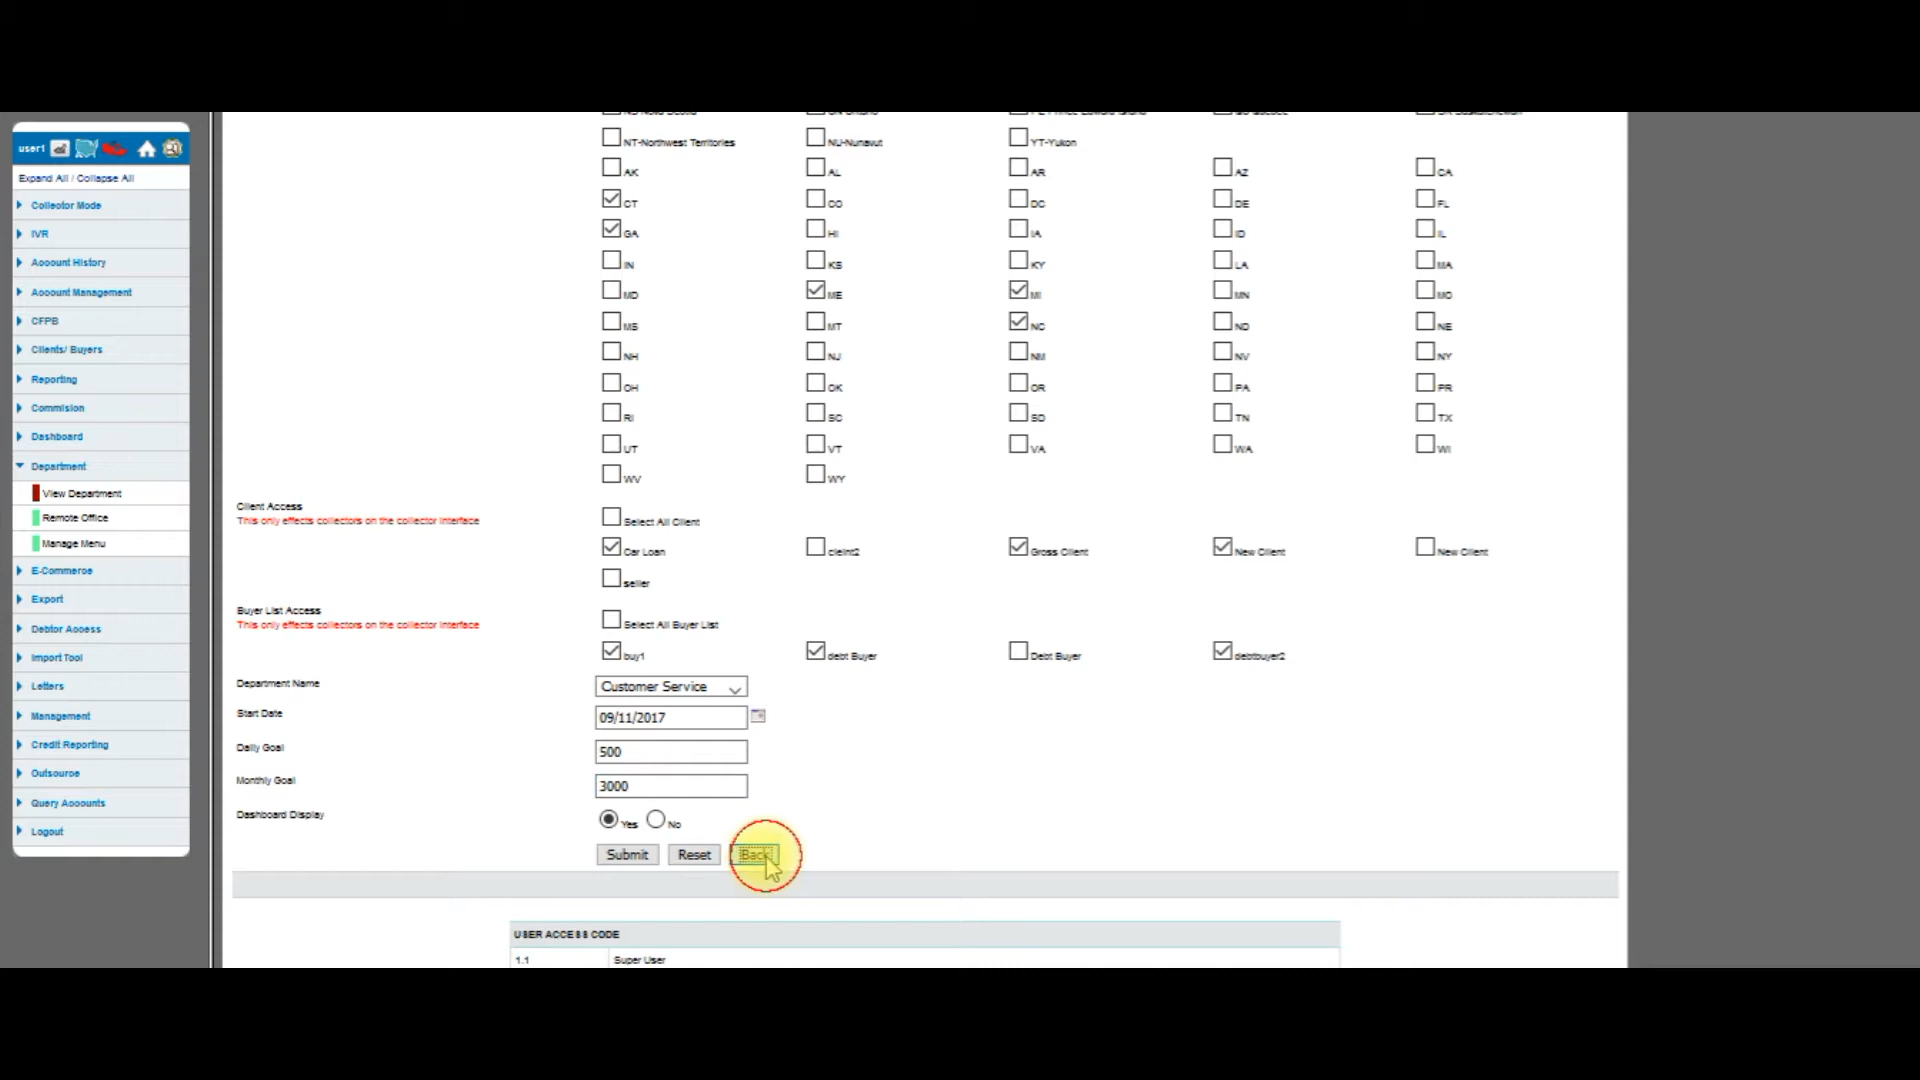 user1
Expand All / Collapse All
Collector Mode
IVR
Account History
Account Management
CFPB
Clients/ Buyers
Reporting
Commision
Dashboard
Department
View Department
Remote Office
Manage Menu
E-Commerce
Export
Debtor Access
Import Tool
Letters
Management
Credit Reporting
Outsource
Query Accounts
Logout
NT-Northwest Territories NU-Nunavut YT-Yukon
AK AL AR AZ CA
CT CO DC DE FL
GA HI IA ID IL
IN KS KY LA MA
MD ME MI MN MO
MS MT NC ND NE
NH NJ NM NV NY
OH OK OR PA PR
RI SC SD TN TX
UT VT VA WA WI
WV WY
Client Access
This only effects collectors on the collector interface
Select All Client
Car Loan cleint2 Gross Client New Client New Client
seller
Buyer List Access
This only effects collectors on the collector interface
Select All Buyer List
buy1 debt Buyer Debt Buyer debtbuyer2
Department Name Customer Service
Start Date 09/11/2017
Daily Goal 500
Monthly Goal 3000
Dashboard Display Yes No
Submit Reset Back
USER ACCESS CODE
1.1 Super User